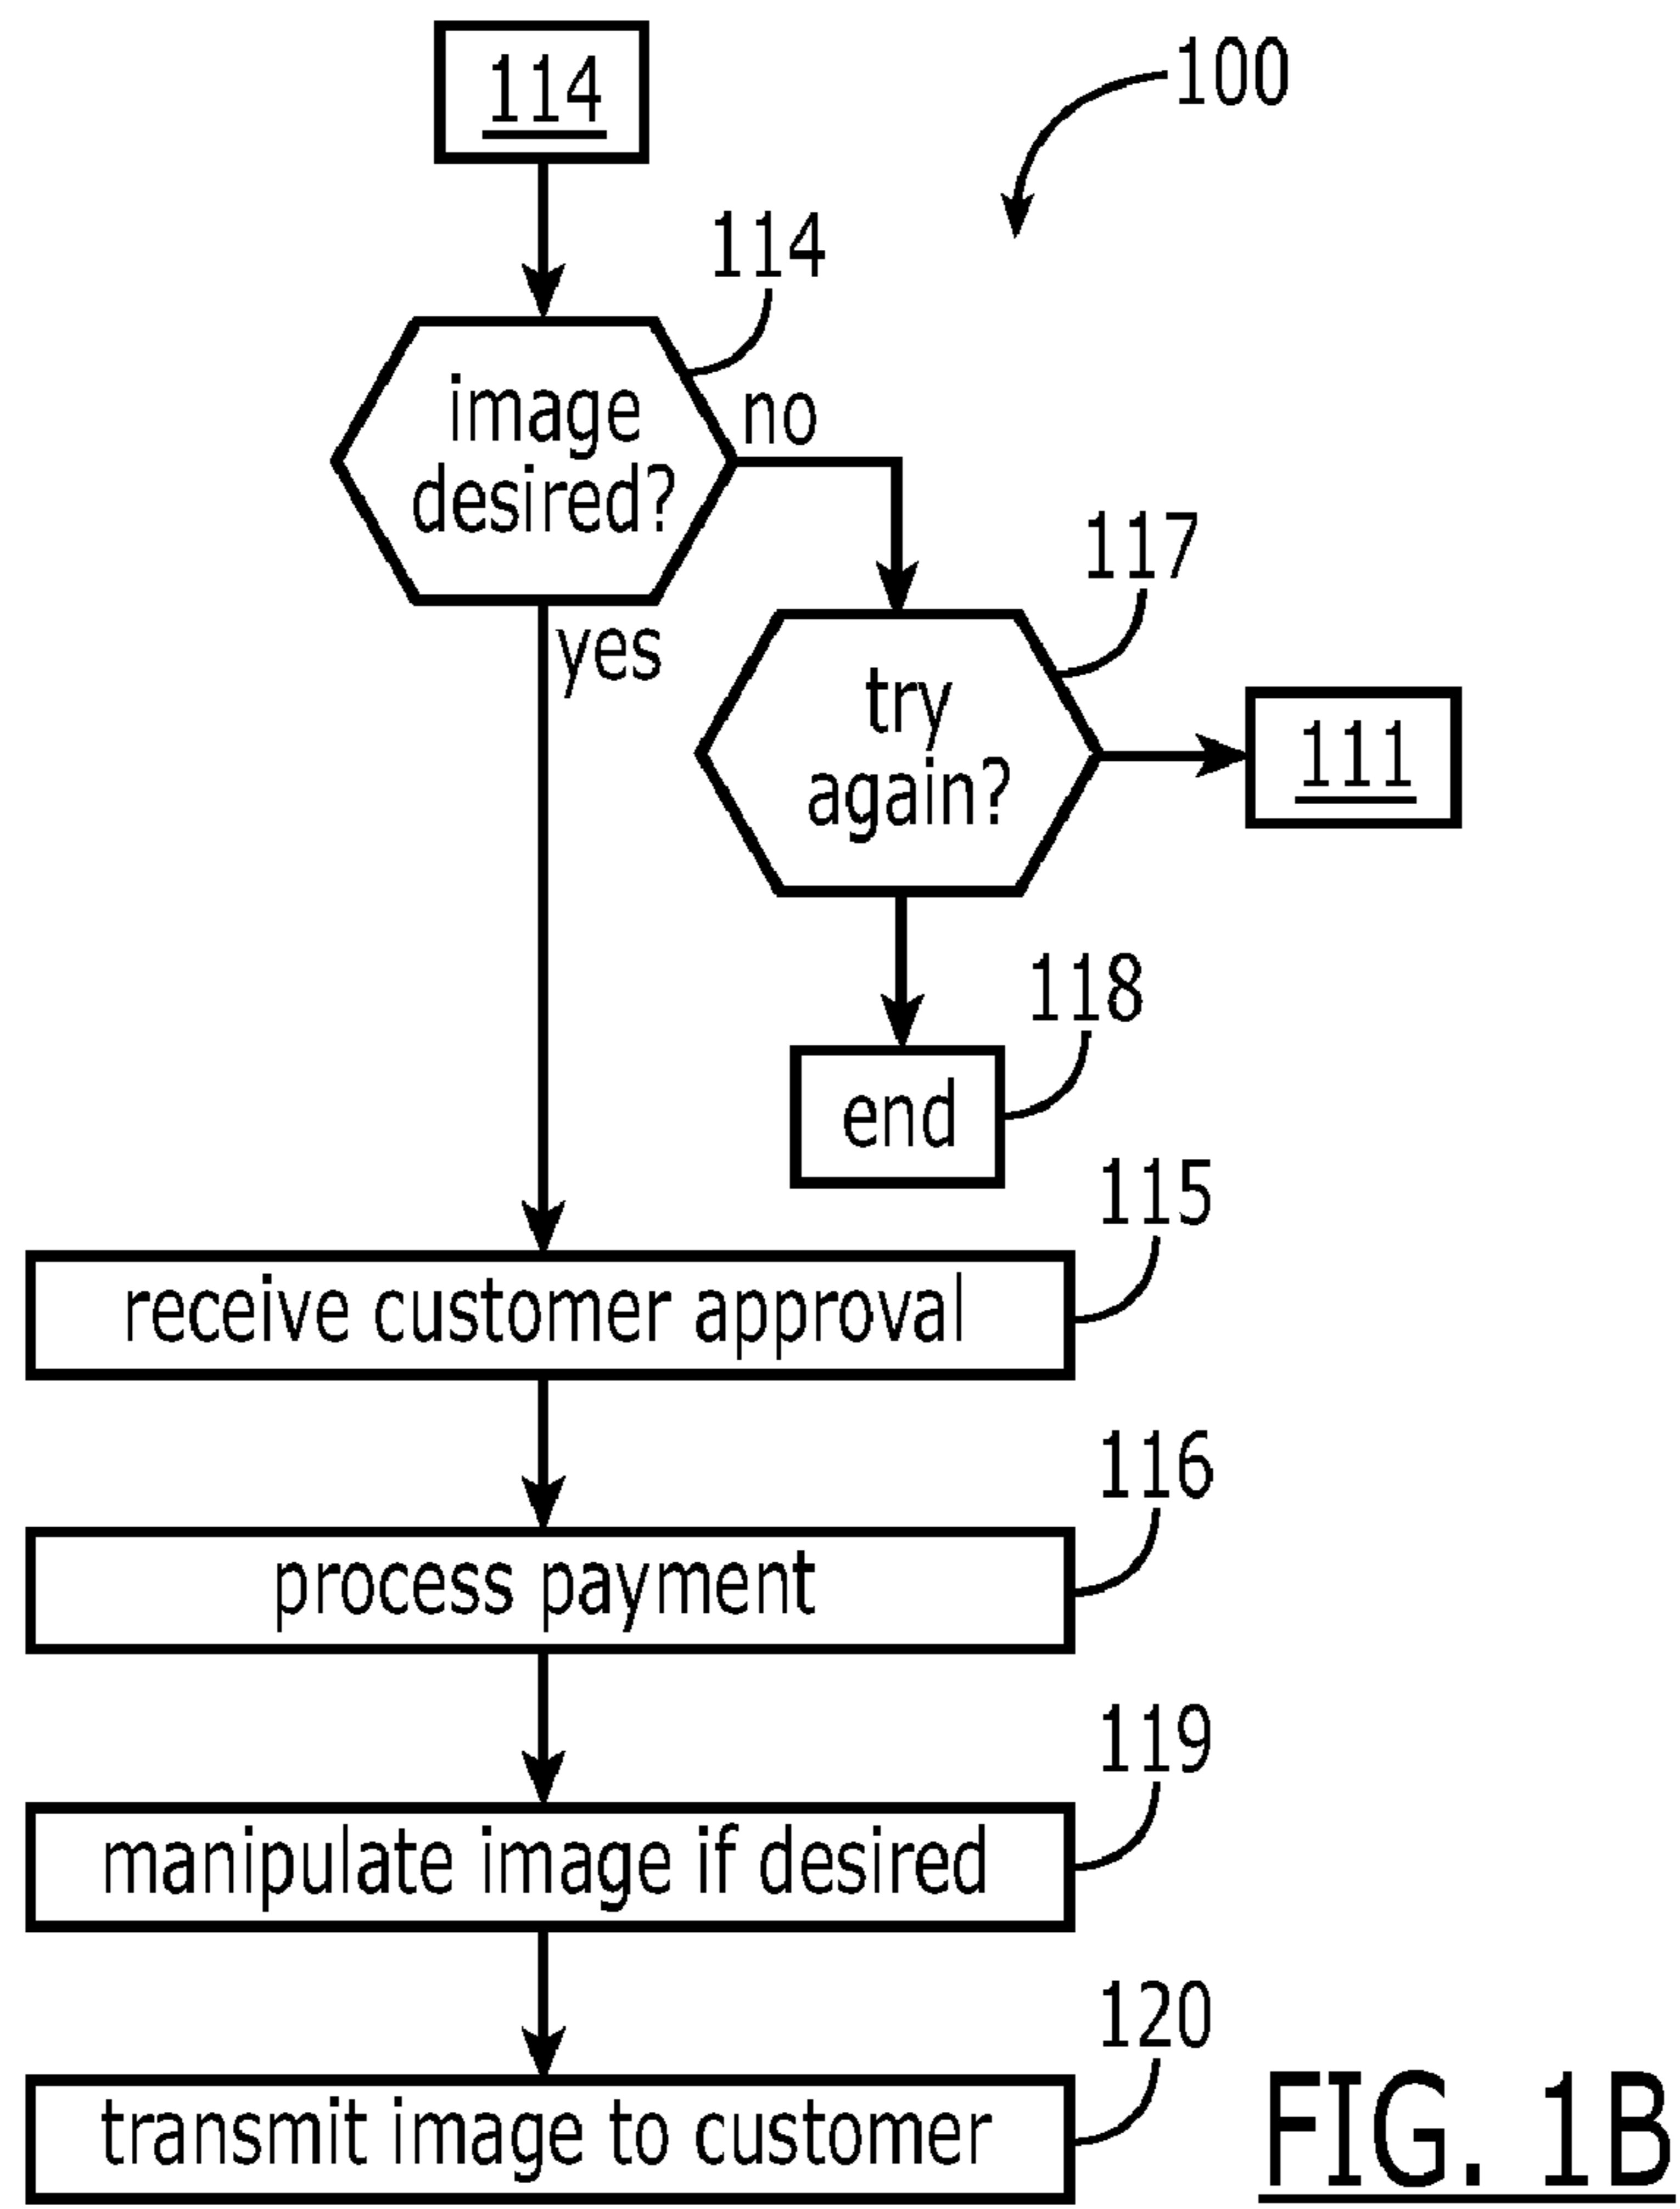 114
100
114
image
desired?
no
yes
117
try
again?
111
118
end
115
receive customer approval
116
process payment
119
manipulate image if desired
120
transmit image to customer
FIG. 1B